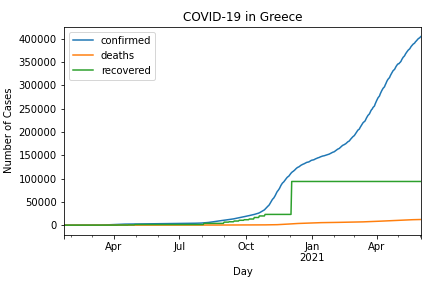 COVID-19 in Greece
confirmed
deaths
recovered
Number of Cases
400000
350000
300000
250000
200000
150000
100000
50000
0
Apr
Jul
Oct
Jan
2021
Apr
Day